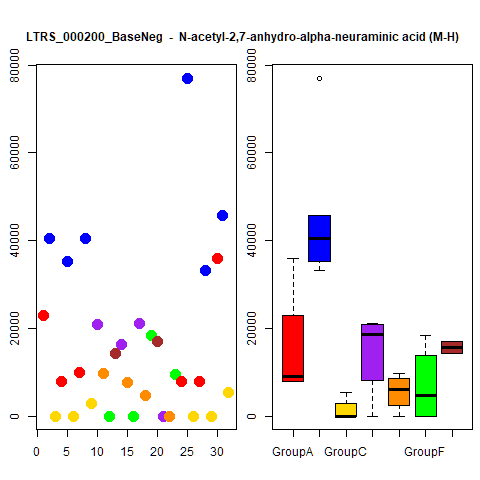 LTRS_000200_BaseNeg - N-acetyl-2,7-anhydro-alpha-neuraminic acid (M-H)
80000 80000
60000 60000
40000 40000
20000 20000
0 0
0 5 10 15 20 25 30 GroupA GroupC GroupF